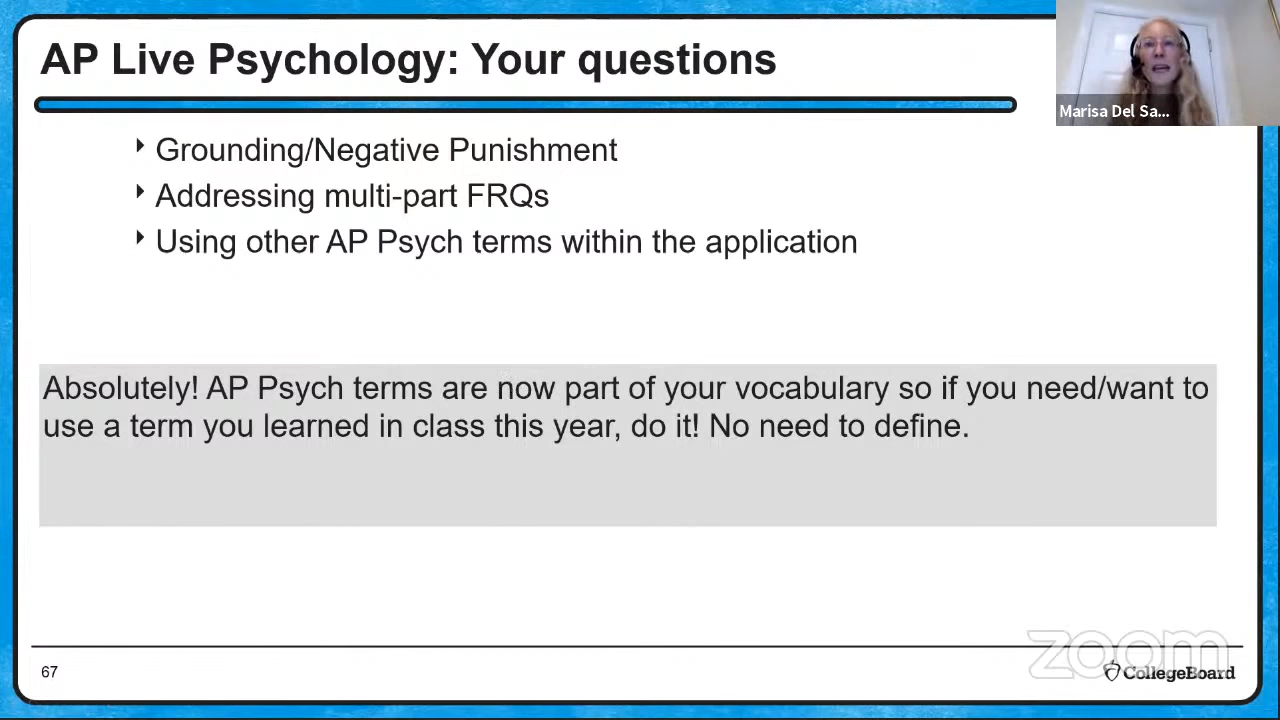 AP Live Psychology: Your questions
Marisa Del Sa...
Grounding/Negative Punishment
Addressing multi-part FRQs
Using other AP Psych terms within the application
Absolutely! AP Psych terms are now part of your vocabulary so if you need/want to
use a term you learned in class this year, do it! No need to define.
zoom
67
CollegeBoard